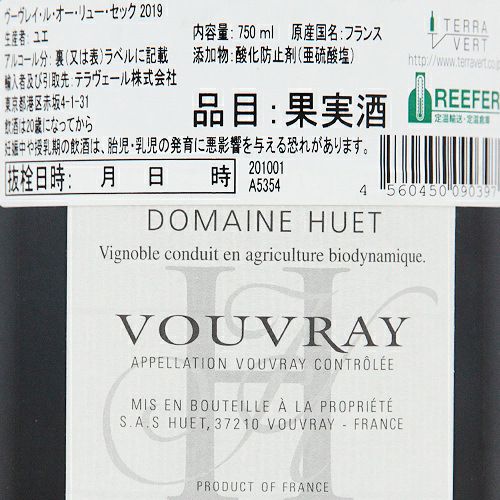 ヴーヴレイ・ル・オー・リュー・セック 2019
生産者: ユエ
アルコール分: 裏(又は表)ラベルに記載
輸入者及び引取先: テラヴェール株式会社
東京都港区赤坂4-1-31
飲酒は20歳になってから
妊娠中や授乳期の飲酒は、胎児・乳児の発育に悪影響を与える恐れがあります。
内容量: 750 ml 原産国名: フランス
添加物: 酸化防止剤(亜硫酸塩)
品目:果実酒
TERRA
VERT
http://www.terravert.co.jp
REEFER
定温輸送・定温倉庫
抜栓日時: 月 日 時
201001
A5354
4 560450 090397
DOMAINE HUET
Vignoble conduit en agriculture biodynamique.
VOUVRAY
APPELLATION VOUVRAY CONTRÔLÉE
MIS EN BOUTEILLE À LA PROPRIÉTÉ
S.A.S HUET, 37210 VOUVRAY - FRANCE
PRODUCT OF FRANCE